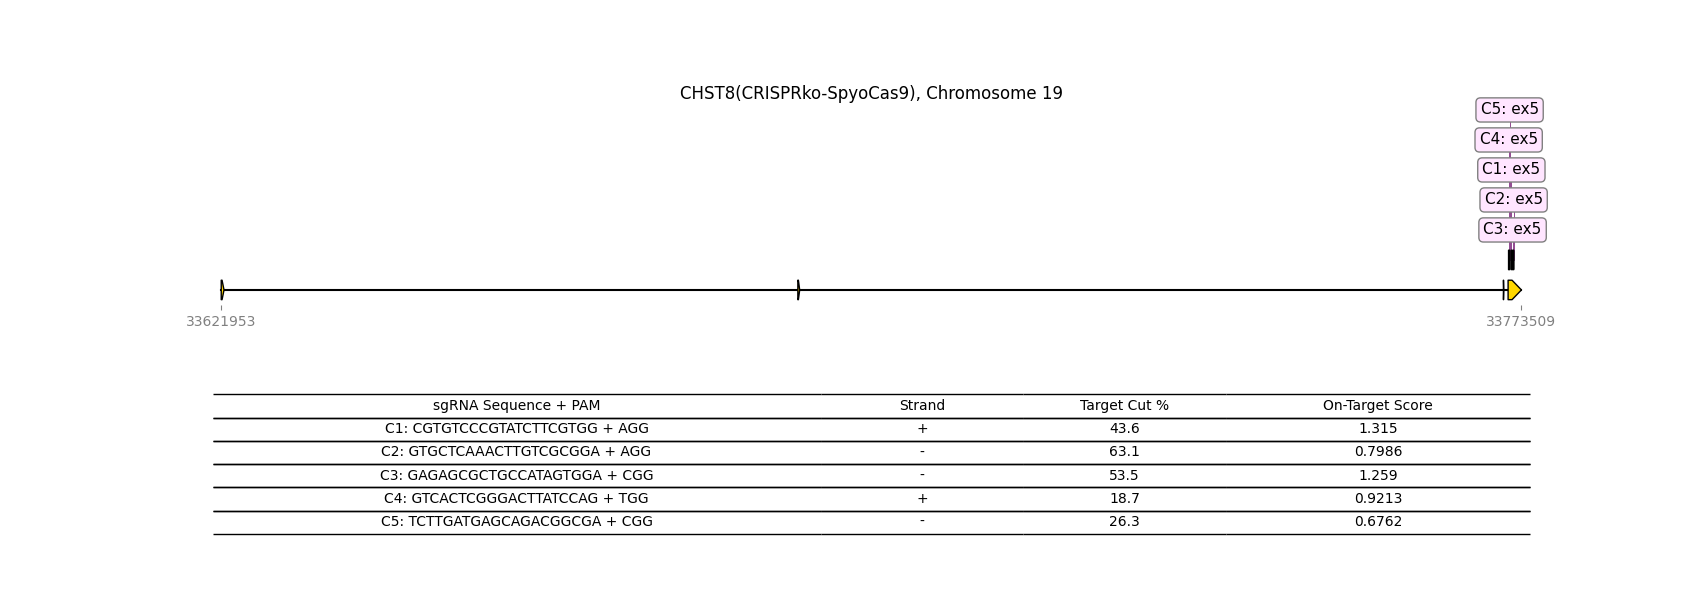 CHST8(CRISPRko-SpyoCas9), Chromosome 19
C5: ex5
C4: ex5
C1: ex5
C2: ex5
C3: ex5
33621953 33773509
sgRNA Sequence + PAM Strand Target Cut % On-Target Score
C1: CGTGTCCCGTATCTTCGTGG + AGG + 43.6 1.315
C2: GTGCTCAAACTTGTCGCGGA + AGG - 63.1 0.7986
C3: GAGAGCGCTGCCATAGTGGA + CGG - 53.5 1.259
C4: GTCACTCGGGACTTATCCAG + TGG + 18.7 0.9213
C5: TCTTGATGAGCAGACGGCGA + CGG - 26.3 0.6762